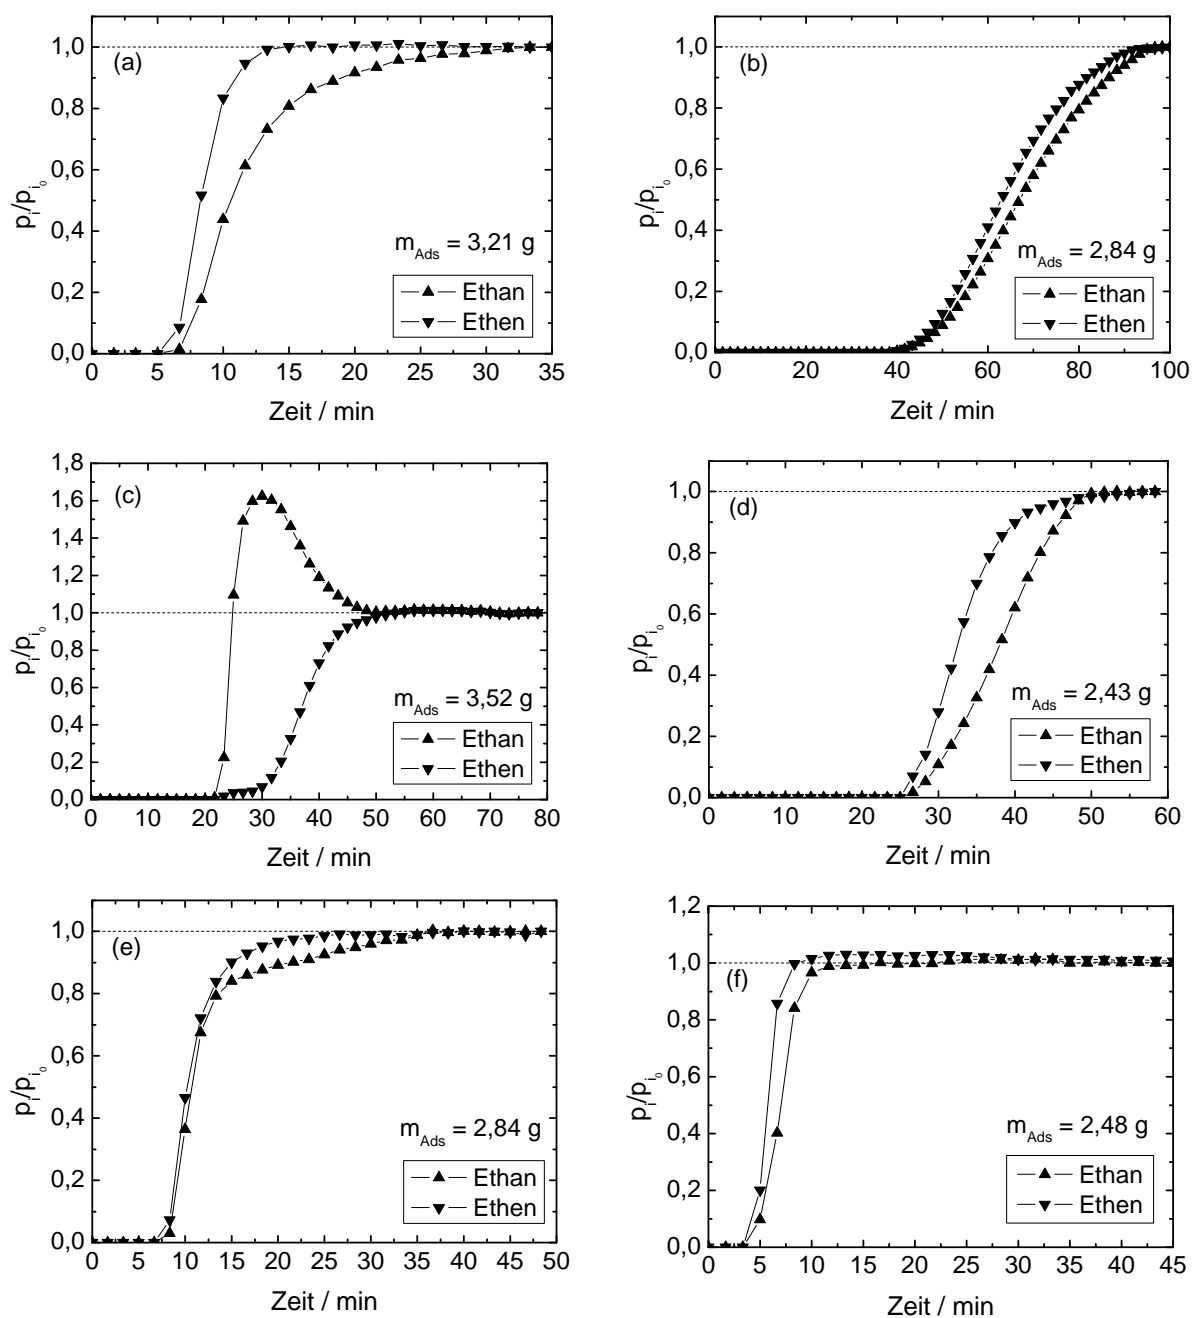 (a)
1,0
0,8
0,6
0,4
0,2
0,0
p_i/p_i_0
m_Ads = 3,21 g
Ethan
Ethen
0 5 10 15 20 25 30 35
Zeit / min
(b)
1,0
0,8
0,6
0,4
0,2
0,0
p_i/p_i_0
m_Ads = 2,84 g
Ethan
Ethen
0 20 40 60 80 100
Zeit / min
(c)
1,8
1,6
1,4
1,2
1,0
0,8
0,6
0,4
0,2
0,0
p_i/p_i_0
m_Ads = 3,52 g
Ethan
Ethen
0 10 20 30 40 50 60 70 80
Zeit / min
(d)
1,0
0,8
0,6
0,4
0,2
0,0
p_i/p_i_0
m_Ads = 2,43 g
Ethan
Ethen
0 10 20 30 40 50 60
Zeit / min
(e)
1,0
0,8
0,6
0,4
0,2
0,0
p_i/p_i_0
m_Ads = 2,84 g
Ethan
Ethen
0 5 10 15 20 25 30 35 40 45 50
Zeit / min
(f)
1,2
1,0
0,8
0,6
0,4
0,2
0,0
p_i/p_i_0
m_Ads = 2,48 g
Ethan
Ethen
0 5 10 15 20 25 30 35 40 45
Zeit / min